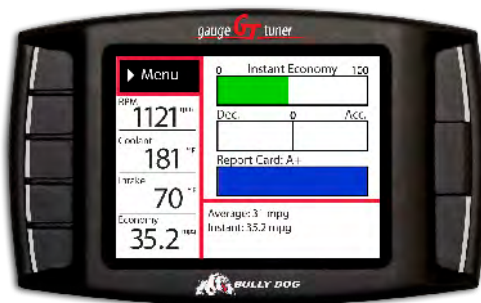 gauge GT tuner
Menu
0 Instant Economy 100
RPM
1121 rpm
Dec. 0 Acc.
Coolant
181 °F
Report Card: A+
Intake
70 °F
Economy
35.2 mpg
Average: 31 mpg
Instant: 35.2 mpg
BULLY DOG